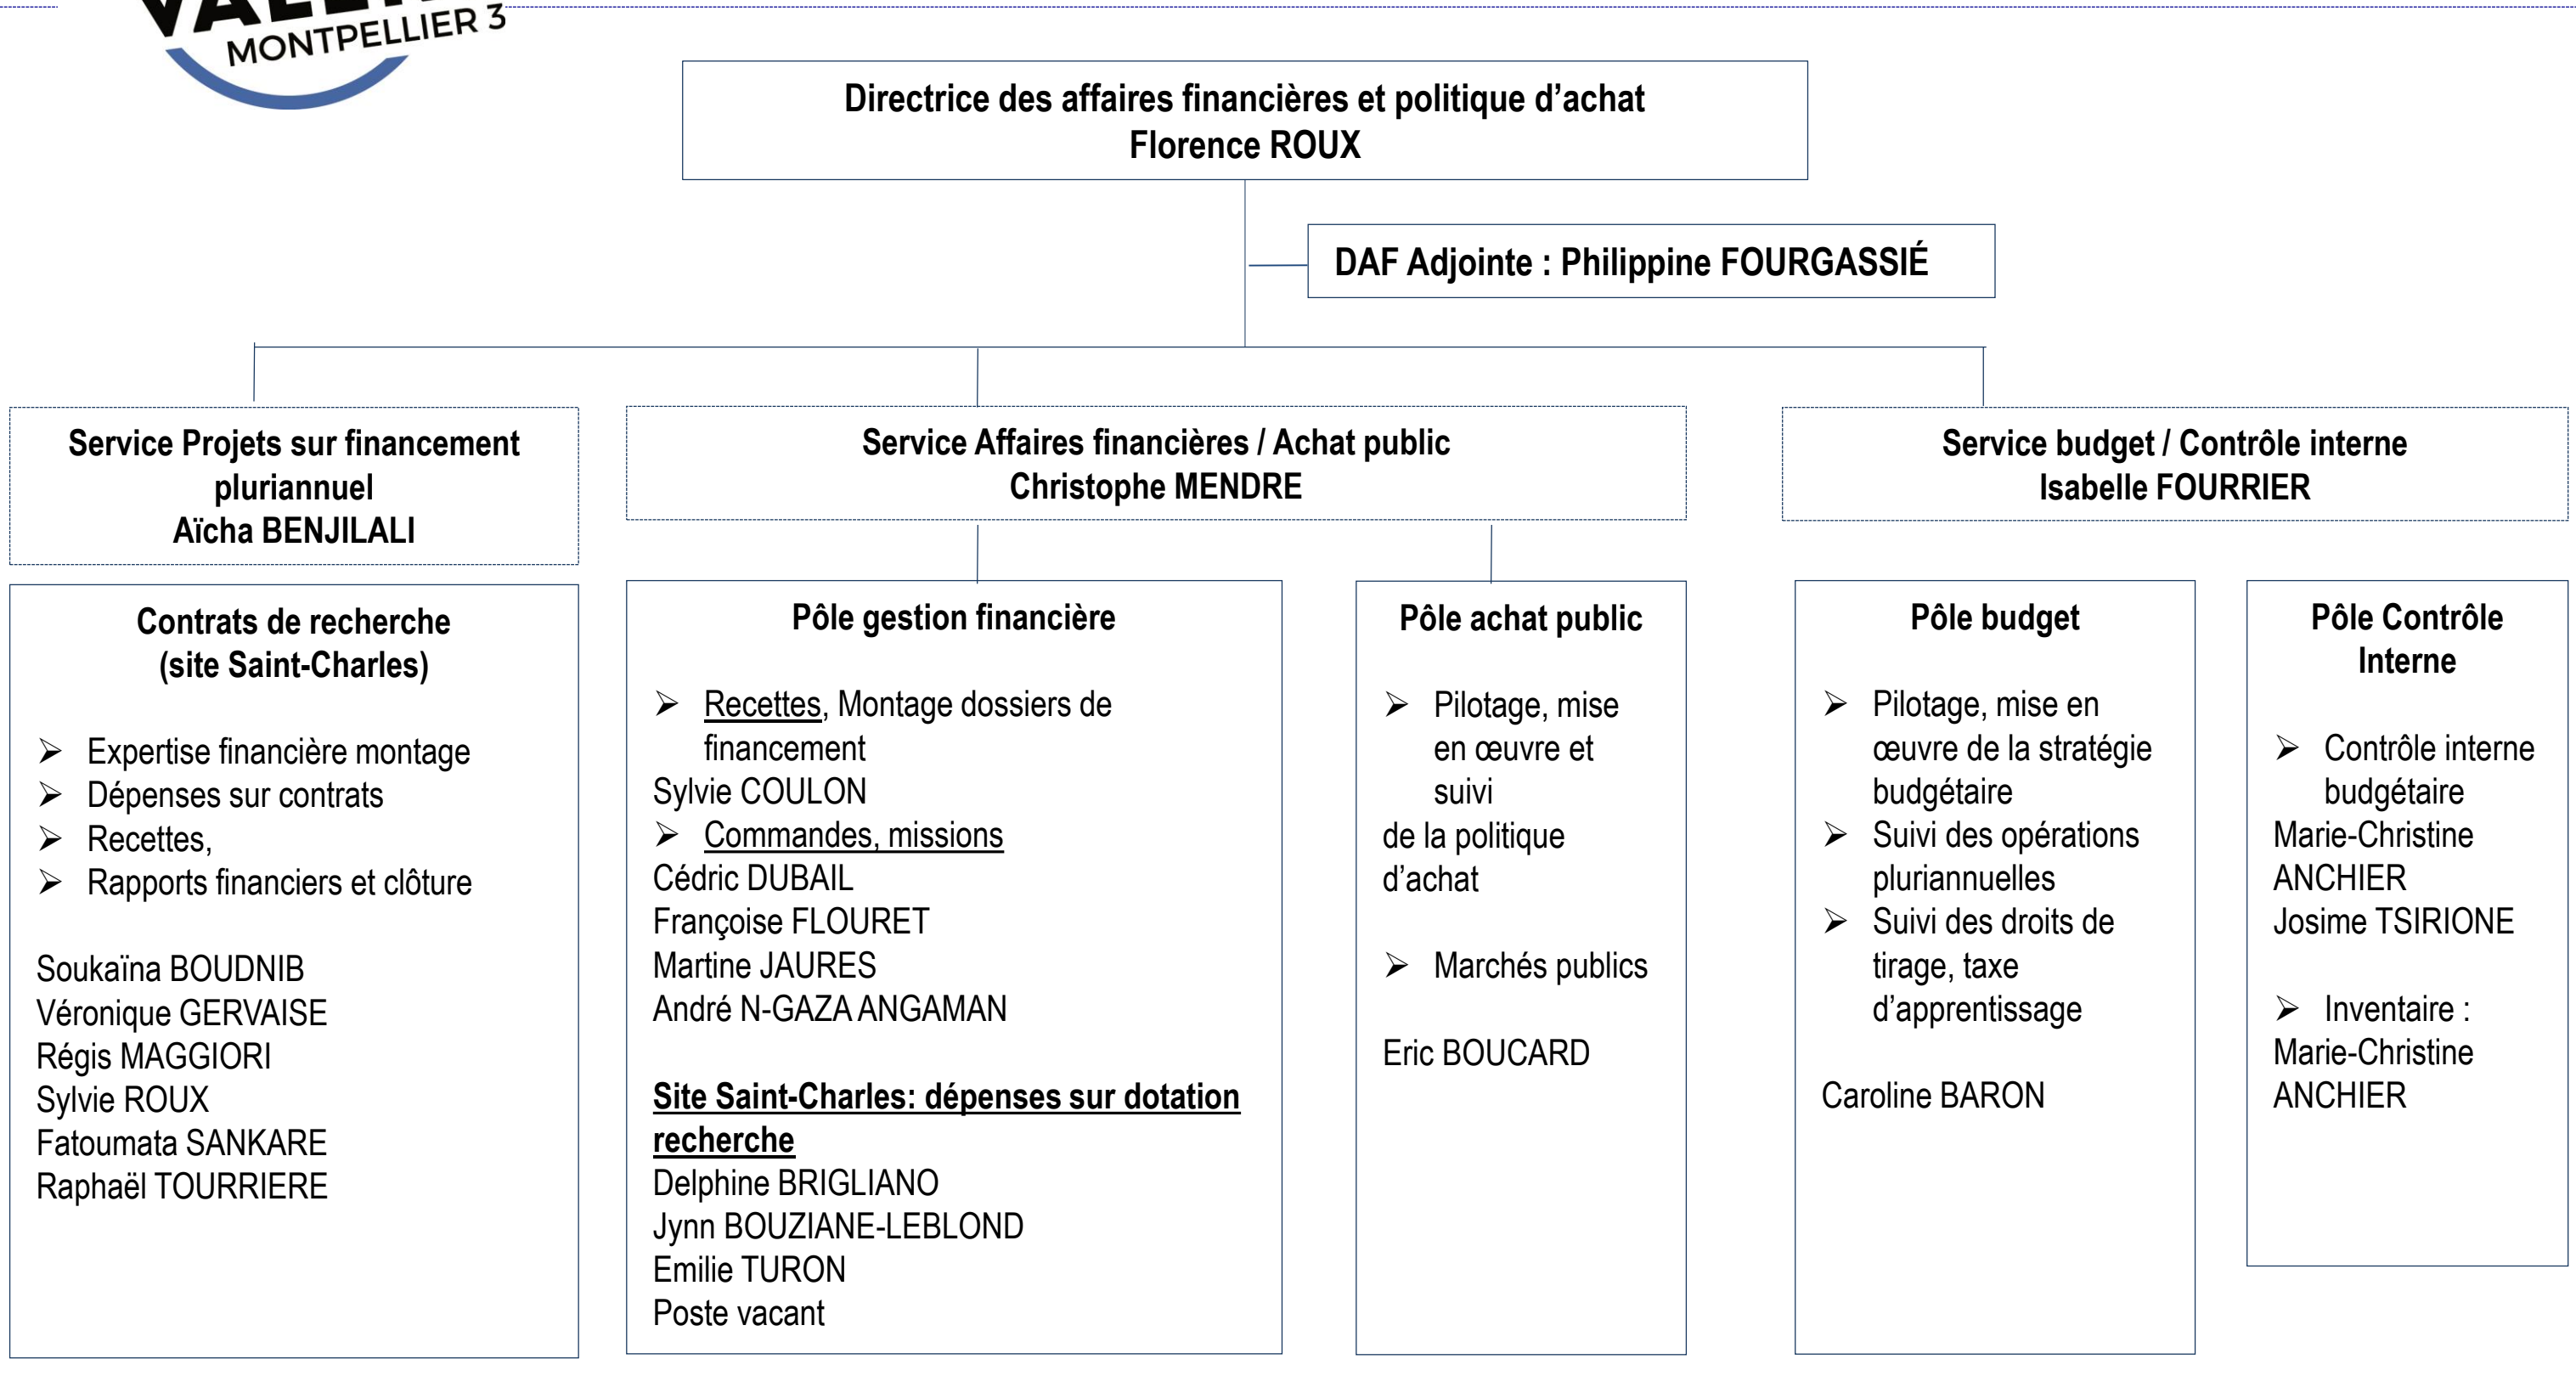 MONTPELLIER 3
Directrice des affaires financières et politique d’achat
Florence ROUX
DAF Adjointe : Philippine FOURGASSIÉ
Service Projets sur financement
pluriannuel
Aïcha BENJILALI
Service Affaires financières / Achat public
Christophe MENDRE
Service budget / Contrôle interne
Isabelle FOURRIER
Contrats de recherche
(site Saint-Charles)
➢ Expertise financière montage
➢ Dépenses sur contrats
➢ Recettes,
➢ Rapports financiers et clôture
Soukaïna BOUDNIB
Véronique GERVAISE
Régis MAGGIORI
Sylvie ROUX
Fatoumata SANKARE
Raphaël TOURRIERE
Pôle gestion financière
➢ Recettes, Montage dossiers de
financement
Sylvie COULON
➢ Commandes, missions
Cédric DUBAIL
Françoise FLOURET
Martine JAURES
André N-GAZA ANGAMAN
Site Saint-Charles: dépenses sur dotation
recherche
Delphine BRIGLIANO
Jynn BOUZIANE-LEBLOND
Emilie TURON
Poste vacant
Pôle achat public
➢ Pilotage, mise
en œuvre et
suivi
de la politique
d’achat
➢ Marchés publics
Eric BOUCARD
Pôle budget
➢ Pilotage, mise en
œuvre de la stratégie
budgétaire
➢ Suivi des opérations
pluriannuelles
➢ Suivi des droits de
tirage, taxe
d’apprentissage
Caroline BARON
Pôle Contrôle
Interne
➢ Contrôle interne
budgétaire
Marie-Christine
ANCHIER
Josime TSIRIONE
➢ Inventaire :
Marie-Christine
ANCHIER